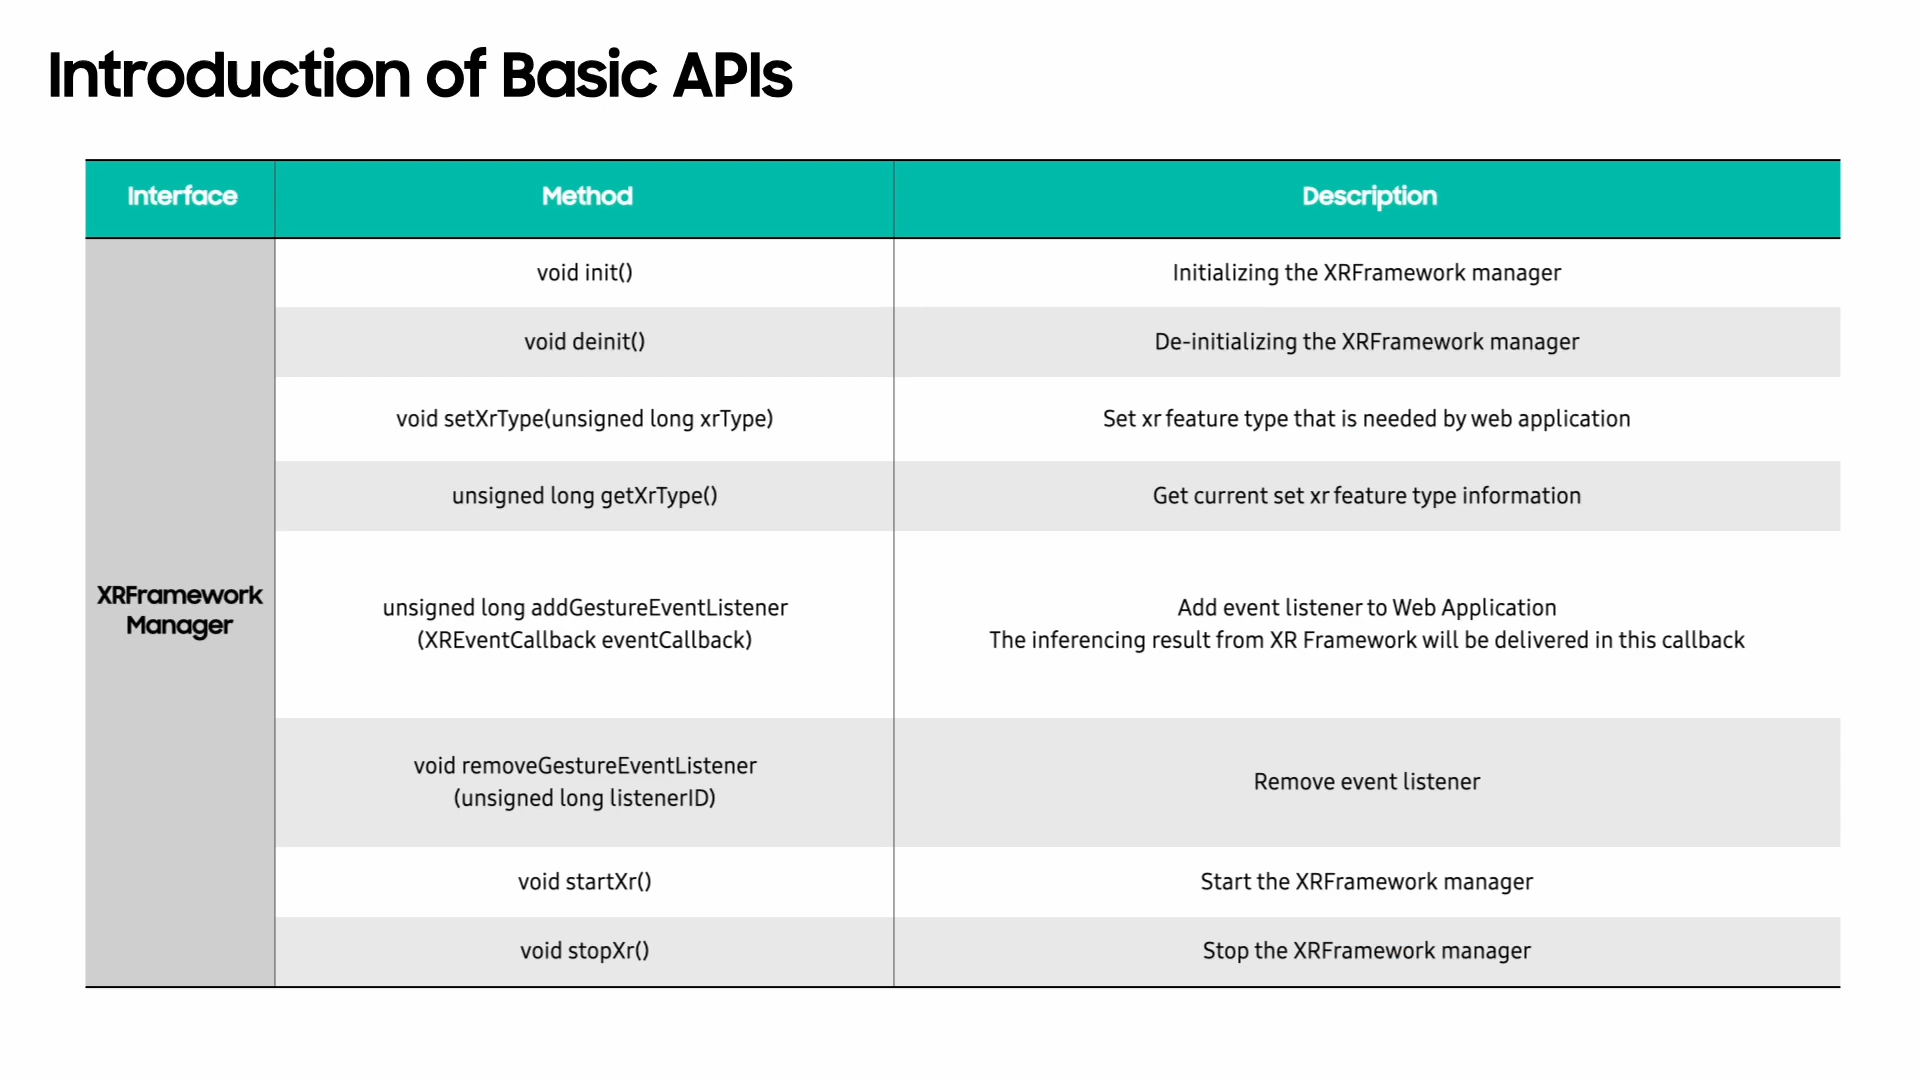 Introduction of Basic APIs
Interface
Method
Description
XRFramework
Manager
void init()
Initializing the XRFramework manager
void deinit()
De-initializing the XRFramework manager
void setXrType(unsigned long xrType)
Set xr feature type that is needed by web application
unsigned long getXrType()
Get current set xr feature type information
unsigned long addGestureEventListener
(XREventCallback eventCallback)
Add event listener to Web Application
The inferencing result from XR Framework will be delivered in this callback
void removeGestureEventListener
(unsigned long listenerID)
Remove event listener
void startXr()
Start the XRFramework manager
void stopXr()
Stop the XRFramework manager